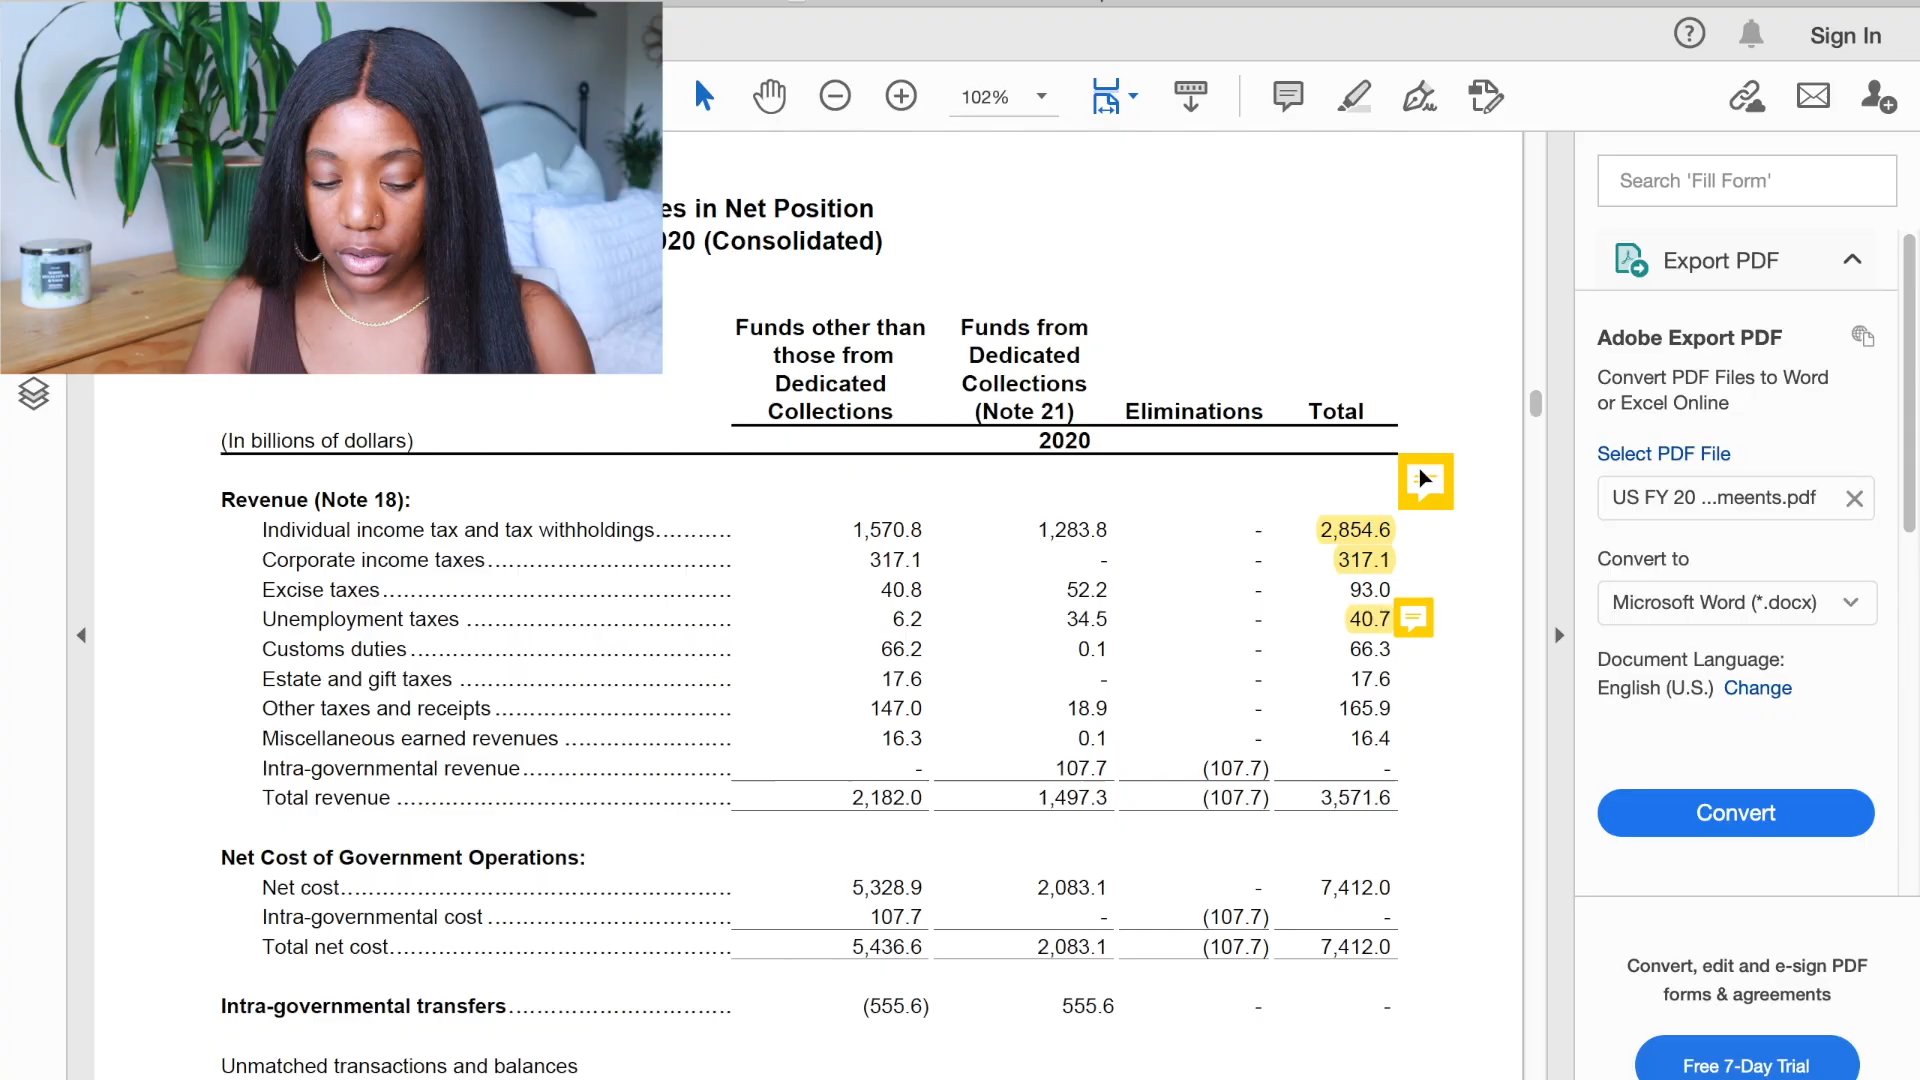 Sign In
102%
es in Net Position
020 (Consolidated)
Search 'Fill Form'
Export PDF
Adobe Export PDF
Convert PDF Files to Word
or Excel Online
Select PDF File
US FY 20 ...meents.pdf
Convert to
Microsoft Word (*.docx)
Document Language:
English (U.S.) Change
Convert
Convert, edit and e-sign PDF
forms & agreements
Free 7-Day Trial
Funds other than those from Dedicated Collections
Funds from Dedicated Collections (Note 21)
Eliminations
Total
(In billions of dollars) 2020
Revenue (Note 18):
Individual income tax and tax withholdings........... 1,570.8 1,283.8 - 2,854.6
Corporate income taxes....................................... 317.1 - - 317.1
Excise taxes........................................................ 40.8 52.2 - 93.0
Unemployment taxes ........................................... 6.2 34.5 - 40.7
Customs duties.................................................... 66.2 0.1 - 66.3
Estate and gift taxes ............................................ 17.6 - - 17.6
Other taxes and receipts...................................... 147.0 18.9 - 165.9
Miscellaneous earned revenues ........................... 16.3 0.1 - 16.4
Intra-governmental revenue.................................. - 107.7 (107.7) -
Total revenue ...................................................... 2,182.0 1,497.3 (107.7) 3,571.6
Net Cost of Government Operations:
Net cost............................................................... 5,328.9 2,083.1 - 7,412.0
Intra-governmental cost....................................... 107.7 - (107.7) -
Total net cost....................................................... 5,436.6 2,083.1 (107.7) 7,412.0
Intra-governmental transfers.................................. (555.6) 555.6 - -
Unmatched transactions and balances